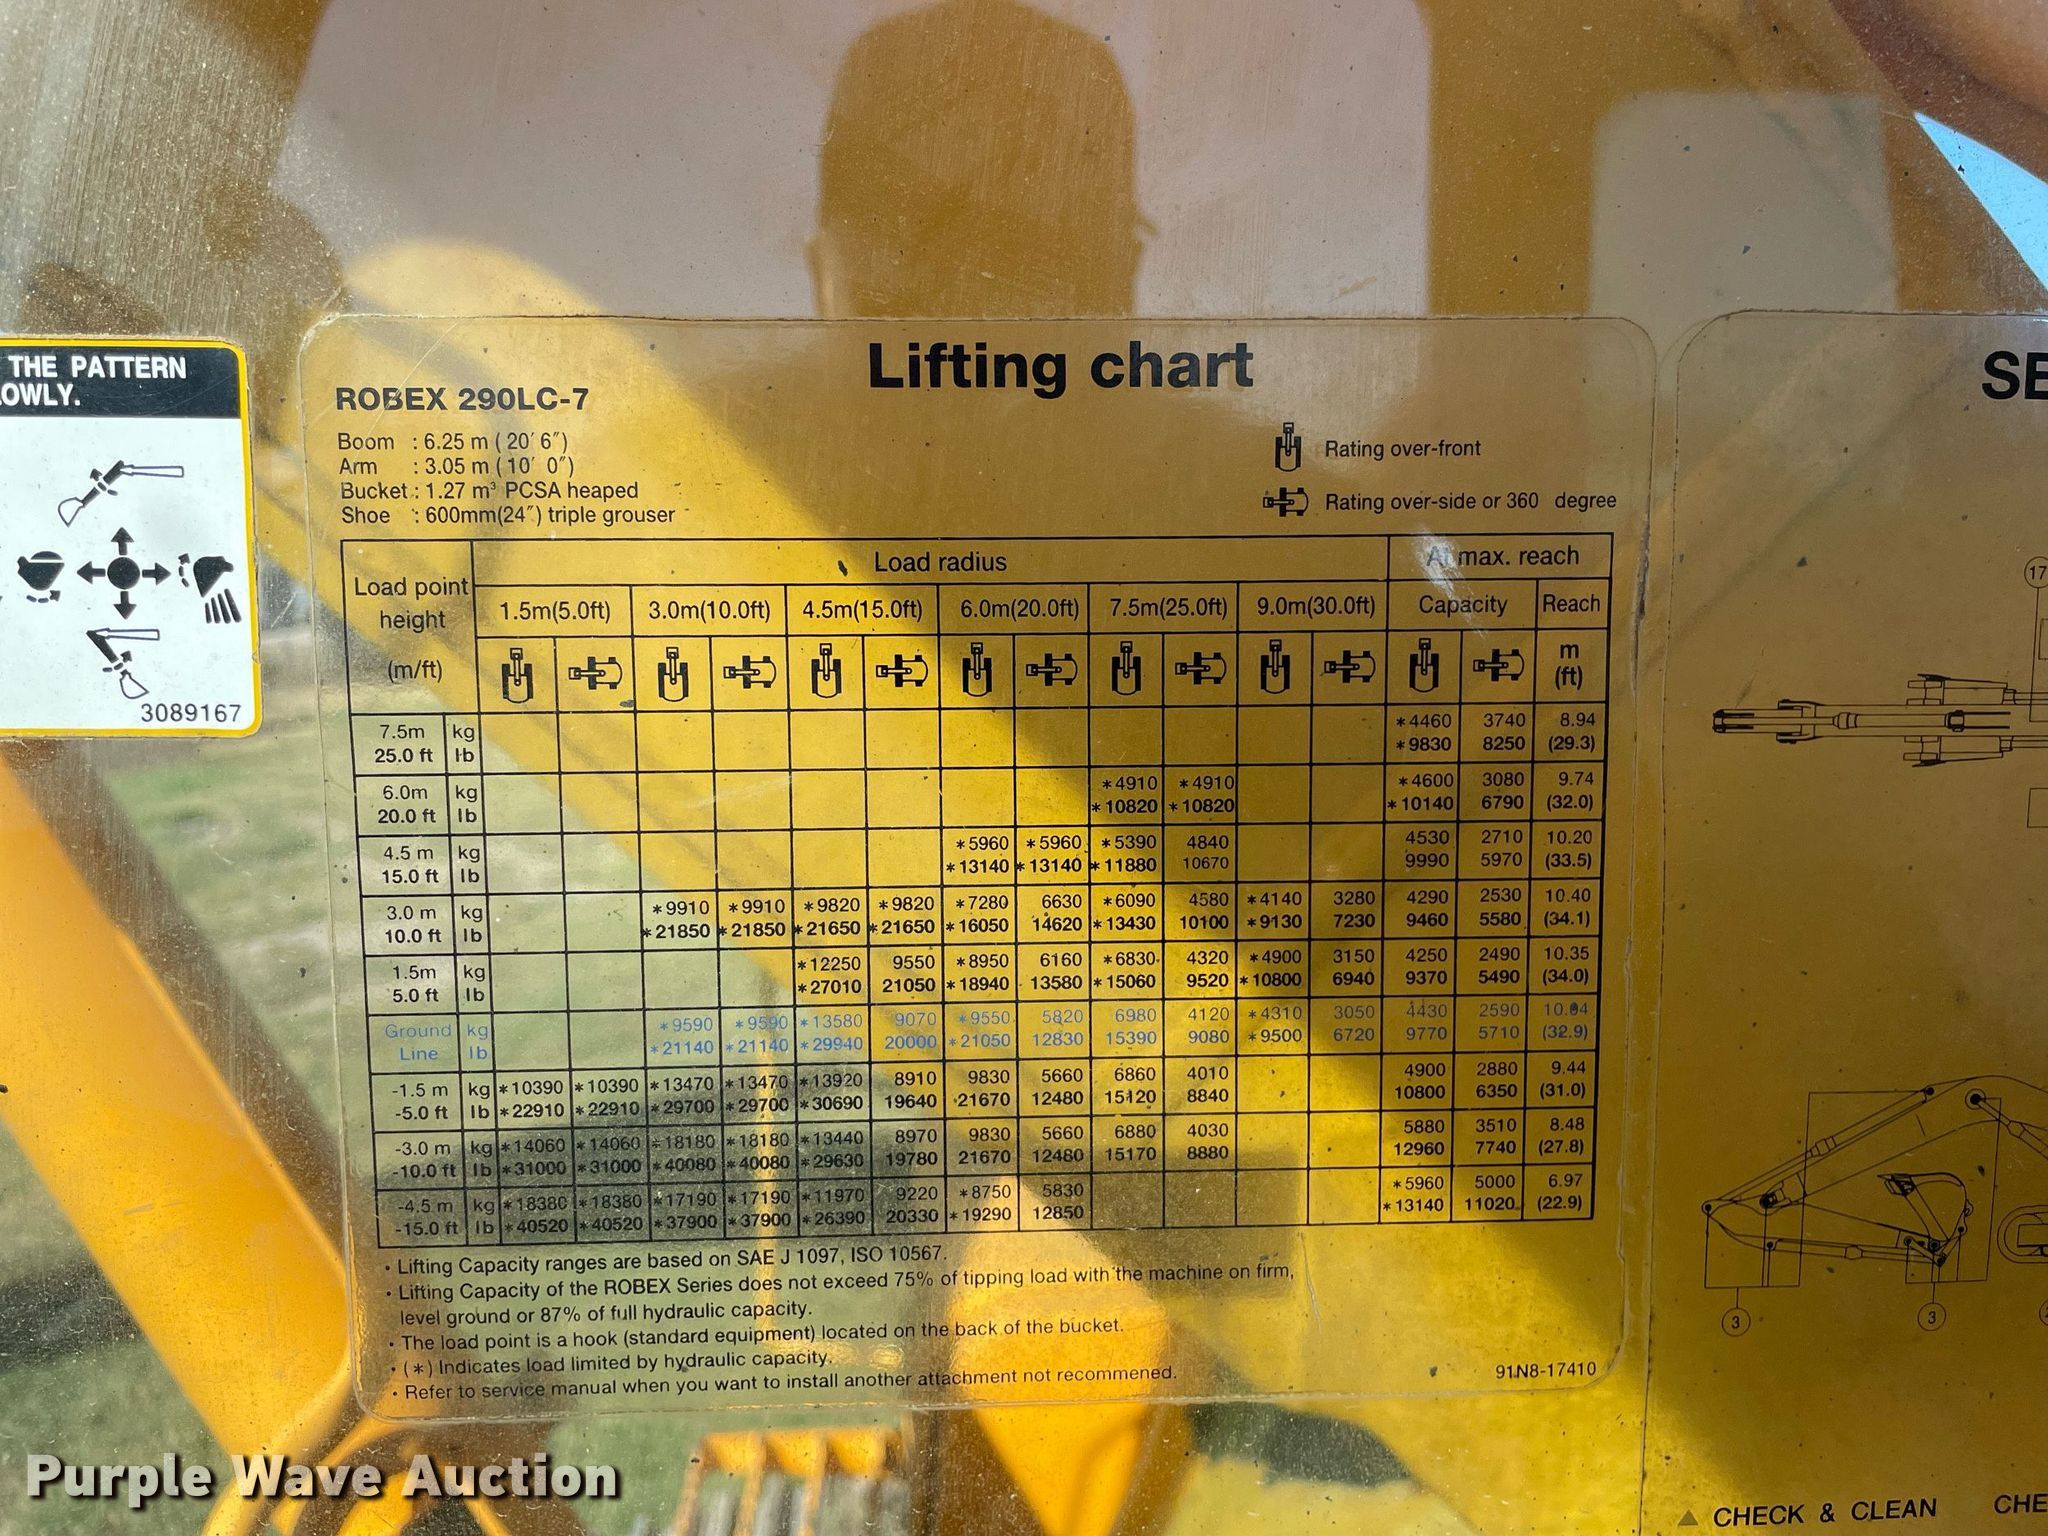 THE PATTERN
OWLY.
3089167
Lifting chart
ROBEX 290LC-7
Boom : 6.25 m ( 20′ 6″)
Arm : 3.05 m ( 10′ 0″)
Bucket : 1.27 m³ PCSA heaped
Shoe : 600mm(24″) triple grouser
Rating over-front
Rating over-side or 360 degree
Load point height (m/ft)
Load radius
At max. reach
1.5m(5.0ft) 3.0m(10.0ft) 4.5m(15.0ft) 6.0m(20.0ft) 7.5m(25.0ft) 9.0m(30.0ft) Capacity Reach
m
(ft)
7.5m kg *4460 3740 8.94
25.0 ft lb *9830 8250 (29.3)
6.0m kg *4910 *4910 *4600 3080 9.74
20.0 ft lb *10820 *10820 *10140 6790 (32.0)
4.5 m kg *5960 *5960 *5390 4840 4530 2710 10.20
15.0 ft lb *13140 *13140 *11880 10670 9990 5970 (33.5)
3.0 m kg *9910 *9910 *9820 *9820 *7280 6630 *6090 4580 *4140 3280 4290 2530 10.40
10.0 ft lb *21850 *21850 *21650 *21650 *16050 14620 *13430 10100 *9130 7230 9460 5580 (34.1)
1.5m kg *12250 9550 *8950 6160 *6830 4320 *4900 3150 4250 2490 10.35
5.0 ft lb *27010 21050 *18940 13580 *15060 9520 *10800 6940 9370 5490 (34.0)
Ground kg *9590 *9590 *13580 9070 *9550 5820 6980 4120 *4310 3050 4430 2590 10.04
Line lb *21140 *21140 *29940 20000 *21050 12830 15390 9080 *9500 6720 9770 5710 (32.9)
-1.5 m kg *10390 *10390 *13470 *13470 *13920 8910 9830 5660 6860 4010 4900 2880 9.44
-5.0 ft lb *22910 *22910 *29700 *29700 *30690 19640 21670 12480 15120 8840 10800 6350 (31.0)
-3.0 m kg *14060 *14060 *18180 *18180 *13440 8970 9830 5660 6880 4030 5880 3510 8.48
-10.0 ft lb *31000 *31000 *40080 *40080 *29630 19780 21670 12480 15170 8880 12960 7740 (27.8)
-4.5 m kg *18380 *18380 *17190 *17190 *11970 9220 *8750 5830 *5960 5000 6.97
-15.0 ft lb *40520 *40520 *37900 *37900 *26390 20330 *19290 12850 *13140 11020 (22.9)
• Lifting Capacity ranges are based on SAE J 1097, ISO 10567.
• Lifting Capacity of the ROBEX Series does not exceed 75% of tipping load with the machine on firm,
level ground or 87% of full hydraulic capacity.
• The load point is a hook (standard equipment) located on the back of the bucket.
• (*) Indicates load limited by hydraulic capacity.
• Refer to service manual when you want to install another attachment not recommened.
91N8-17410
SE
17
3
3
CHECK & CLEAN
CHE
Purple Wave Auction